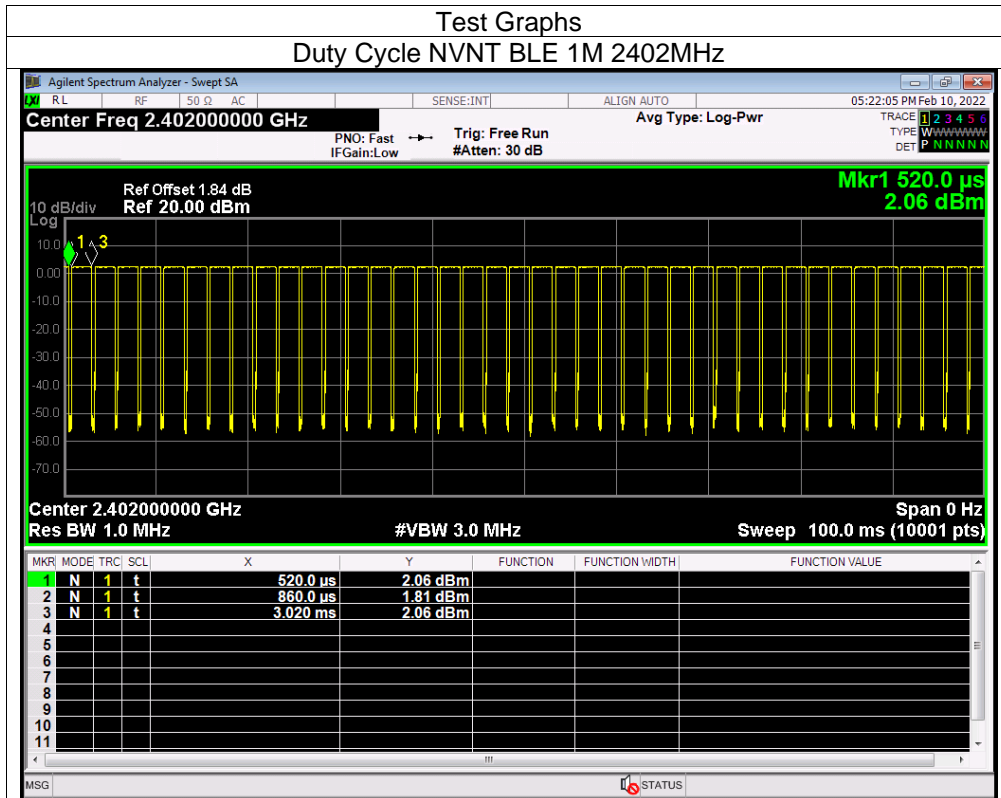 Test Graphs
Duty Cycle NVNT BLE 1M 2402MHz
Agilent Spectrum Analyzer - Swept SA
LXI RL RF 50 Ω AC SENSE:INT ALIGN AUTO 05:22:05 PM Feb 10, 2022
Center Freq 2.402000000 GHz Avg Type: Log-Pwr TRACE 1 2 3 4 5 6
PNO: Fast Trig: Free Run TYPE WWWWWW
IFGain:Low #Atten: 30 dB DET P N N N N N
Mkr1 520.0 µs
Ref Offset 1.84 dB
10 dB/div Ref 20.00 dBm 2.06 dBm
Log
10.0
1 3
0.00
-10.0
-20.0
-30.0
-40.0
-50.0
-60.0
-70.0
Center 2.402000000 GHz Span 0 Hz
Res BW 1.0 MHz #VBW 3.0 MHz Sweep 100.0 ms (10001 pts)
MKR MODE TRC SCL X Y FUNCTION FUNCTION WIDTH FUNCTION VALUE
1 N 1 t 520.0 µs 2.06 dBm
2 N 1 t 860.0 µs 1.81 dBm
3 N 1 t 3.020 ms 2.06 dBm
4
5
6
7
8
9
10
11
MSG STATUS